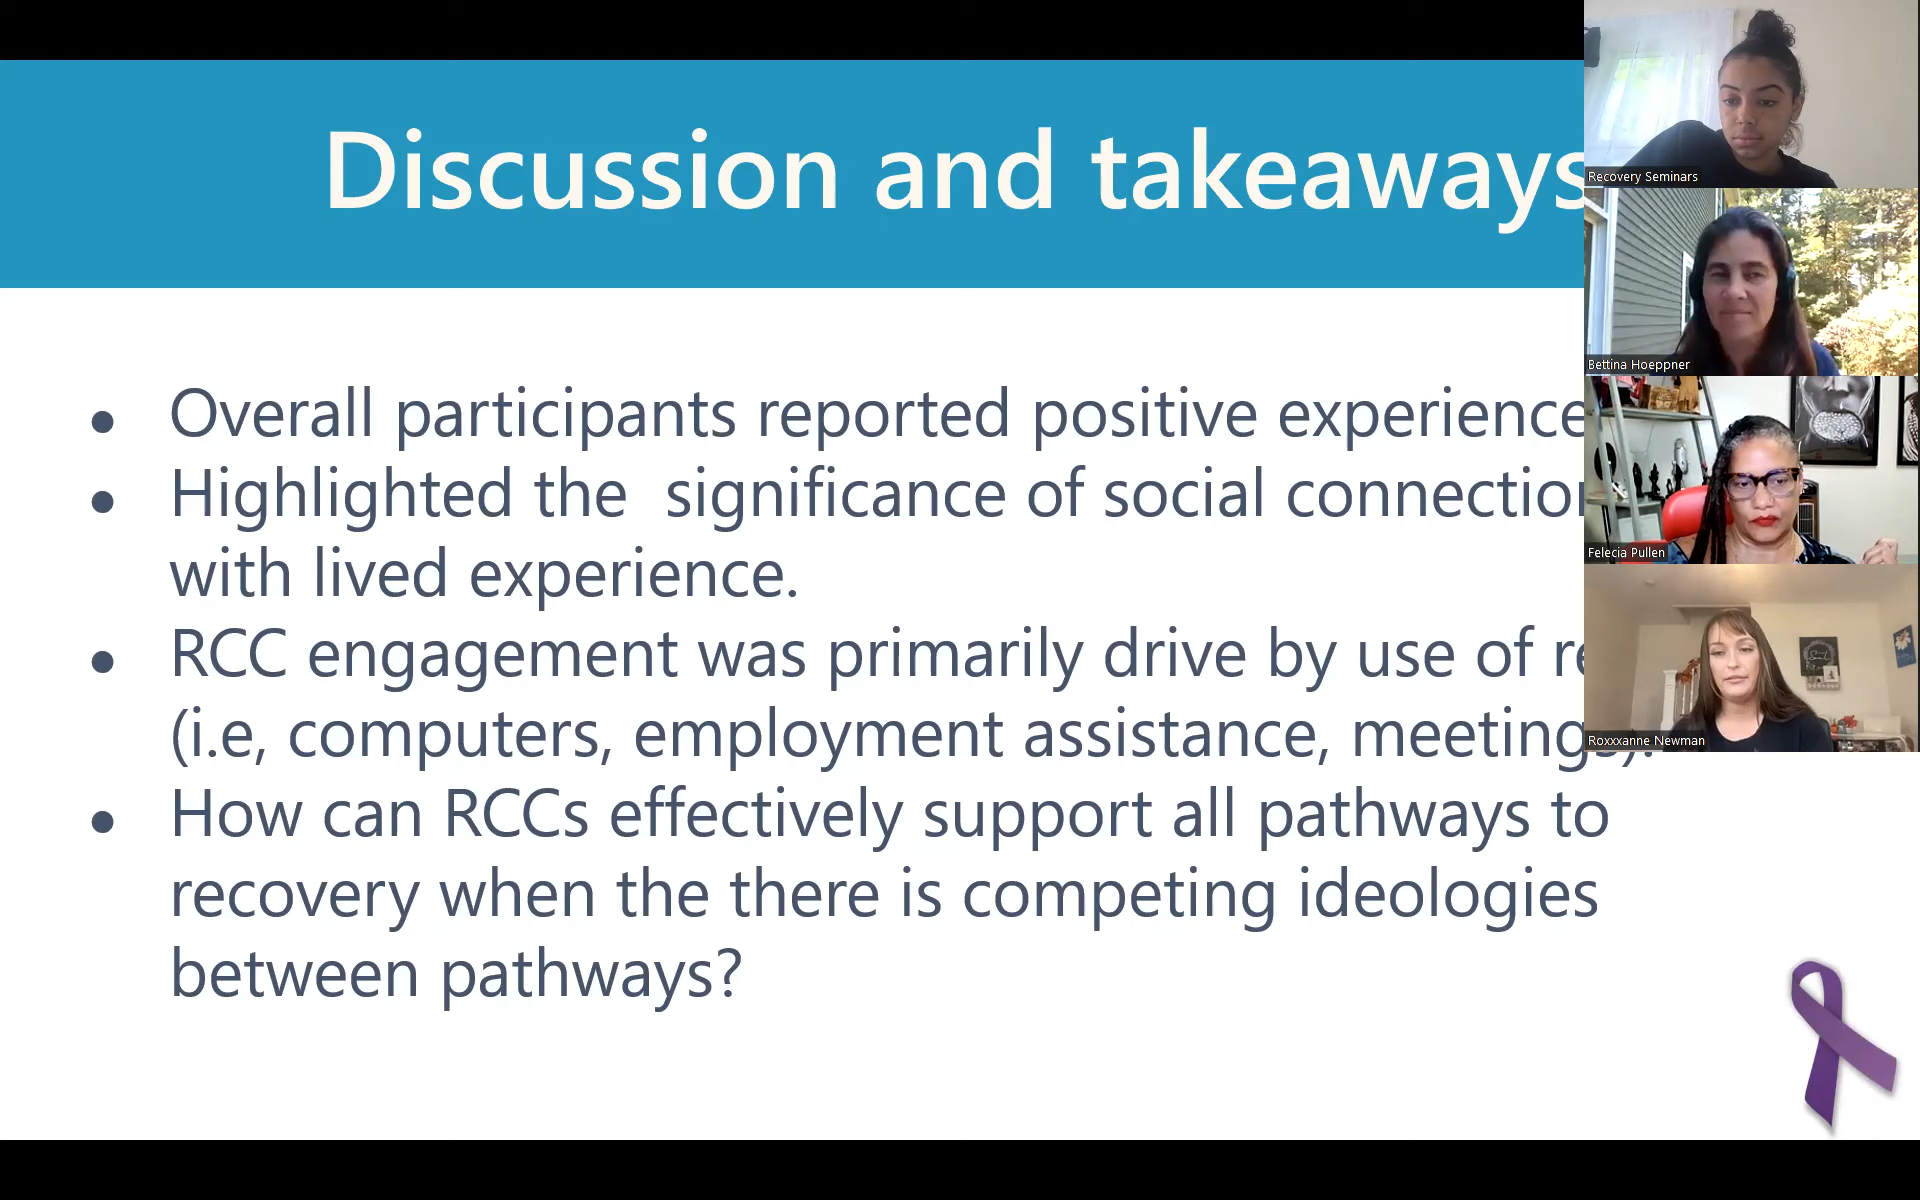 Discussion and takeaways
• Overall participants reported positive experience
• Highlighted the significance of social connection
with lived experience.
• RCC engagement was primarily drive by use of
(i.e, computers, employment assistance, meetings).
• How can RCCs effectively support all pathways to
recovery when the there is competing ideologies
between pathways?
Recovery Seminars
Bettina Hoeppner
Felecia Pullen
Roxxxanne Newman